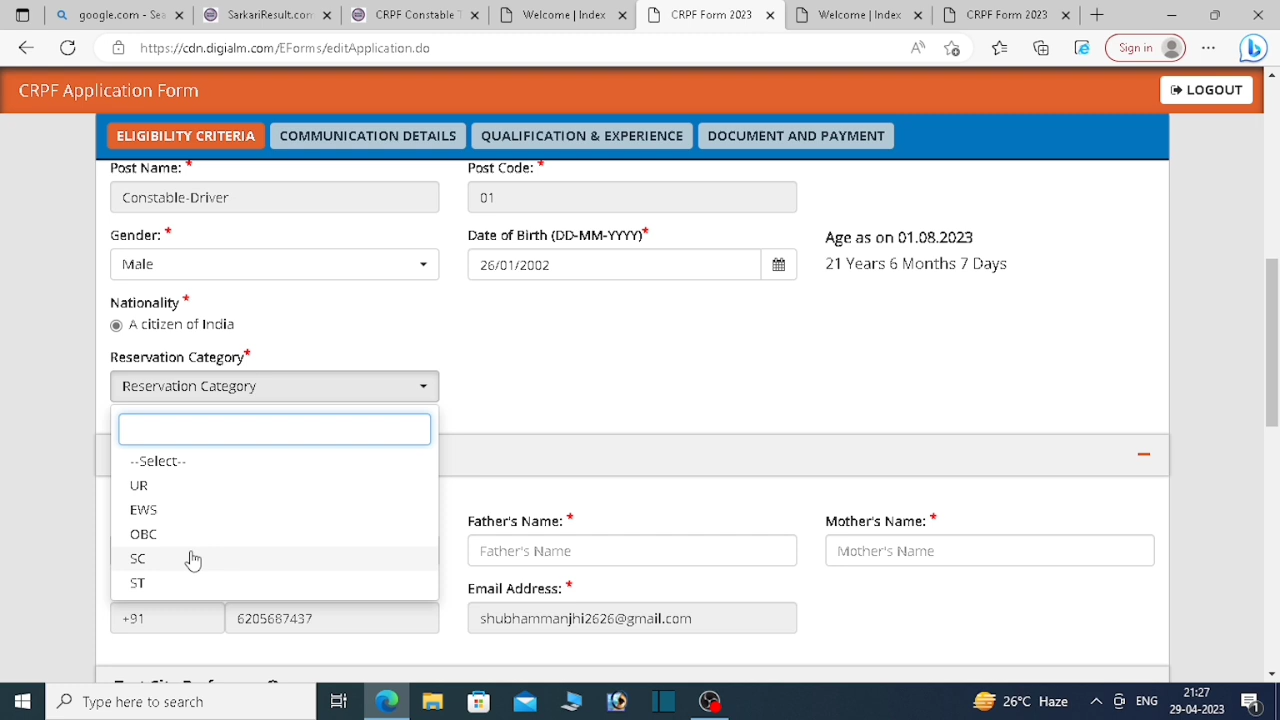 google.com - Sea
SarkariResult.com
CRPF Constable T
Welcome | Index
CRPF Form 2023
Welcome | Index
CRPF Form 2023
https://cdn.digialm.com/EForms/editApplication.do
Sign in
CRPF Application Form
LOGOUT
ELIGIBILITY CRITERIA
COMMUNICATION DETAILS
QUALIFICATION & EXPERIENCE
DOCUMENT AND PAYMENT
Post Name: *
Post Code: *
Constable-Driver
01
Gender: *
Date of Birth (DD-MM-YYYY)*
Age as on 01.08.2023
Male
26/01/2002
21 Years 6 Months 7 Days
Nationality *
A citizen of India
Reservation Category*
Reservation Category
--Select--
UR
EWS
OBC
SC
ST
Father's Name: *
Mother's Name: *
Father's Name
Mother's Name
Email Address: *
+91
6205687437
shubhammanjhi2626@gmail.com
Type here to search
26°C Haze
ENG
21:27
29-04-2023
1